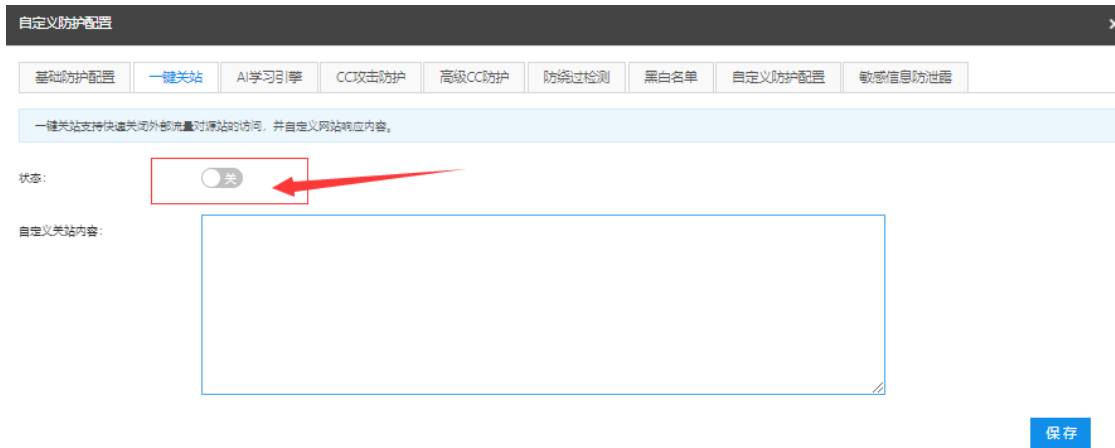 自定义防护配置
基础防护配置 一键关站 AI学习引擎 CC攻击防护 高级CC防护 防绕过检测 黑白名单 自定义防护配置 敏感信息防泄露
一键关站支持快速关闭外部流量对源站的访问，并自定义网站响应内容。
状态： 关
自定义关站内容：
保存